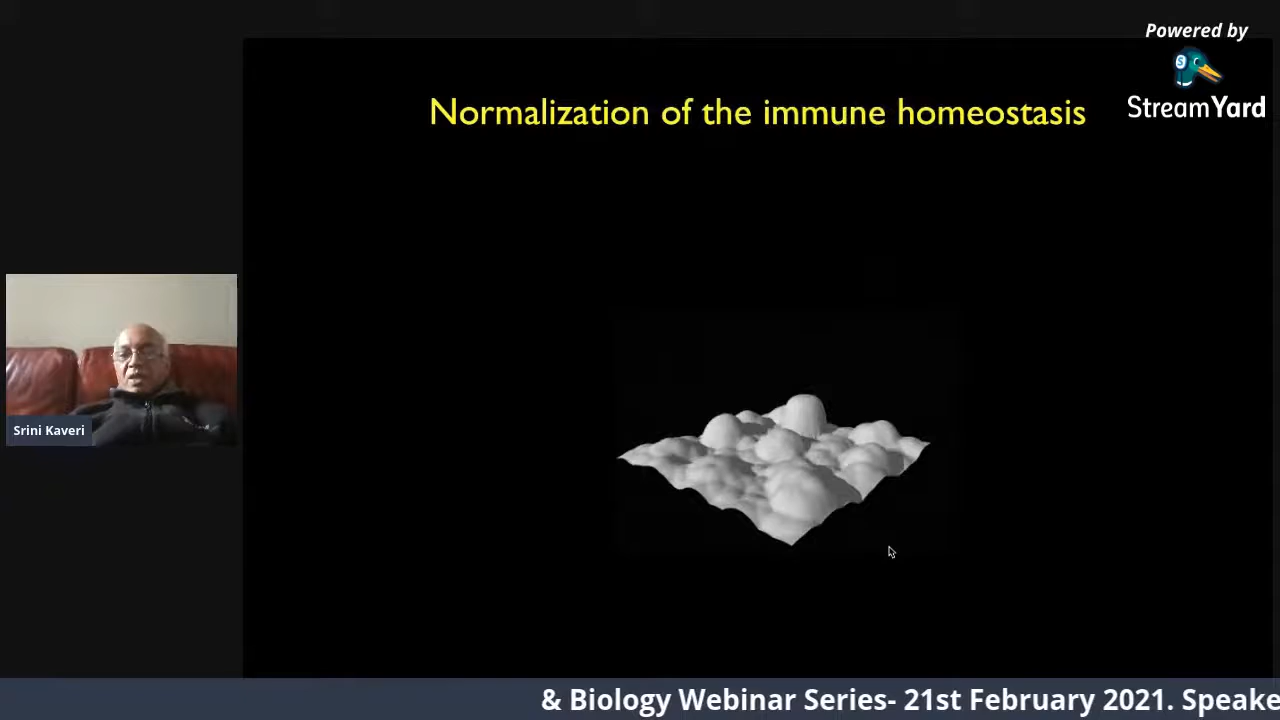 Powered by
StreamYard
Normalization of the immune homeostasis
Srini Kaveri
& Biology Webinar Series- 21st February 2021. Speake